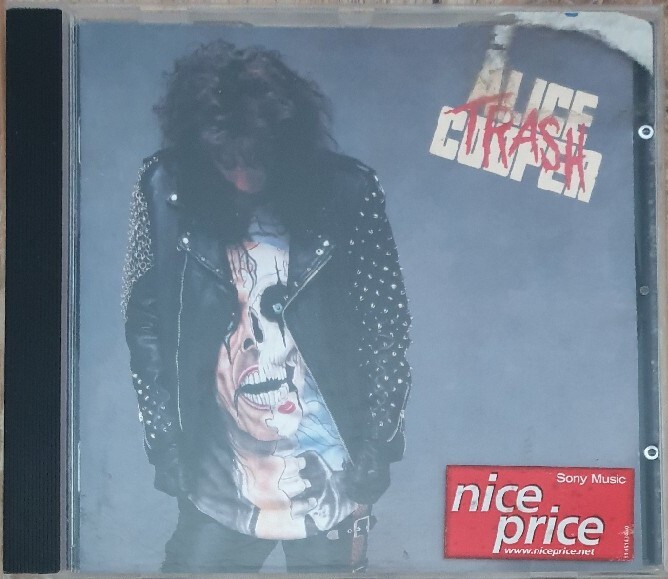 ALICE
TRASH
COOPER
Sony Music
nice
price
www.niceprice.net